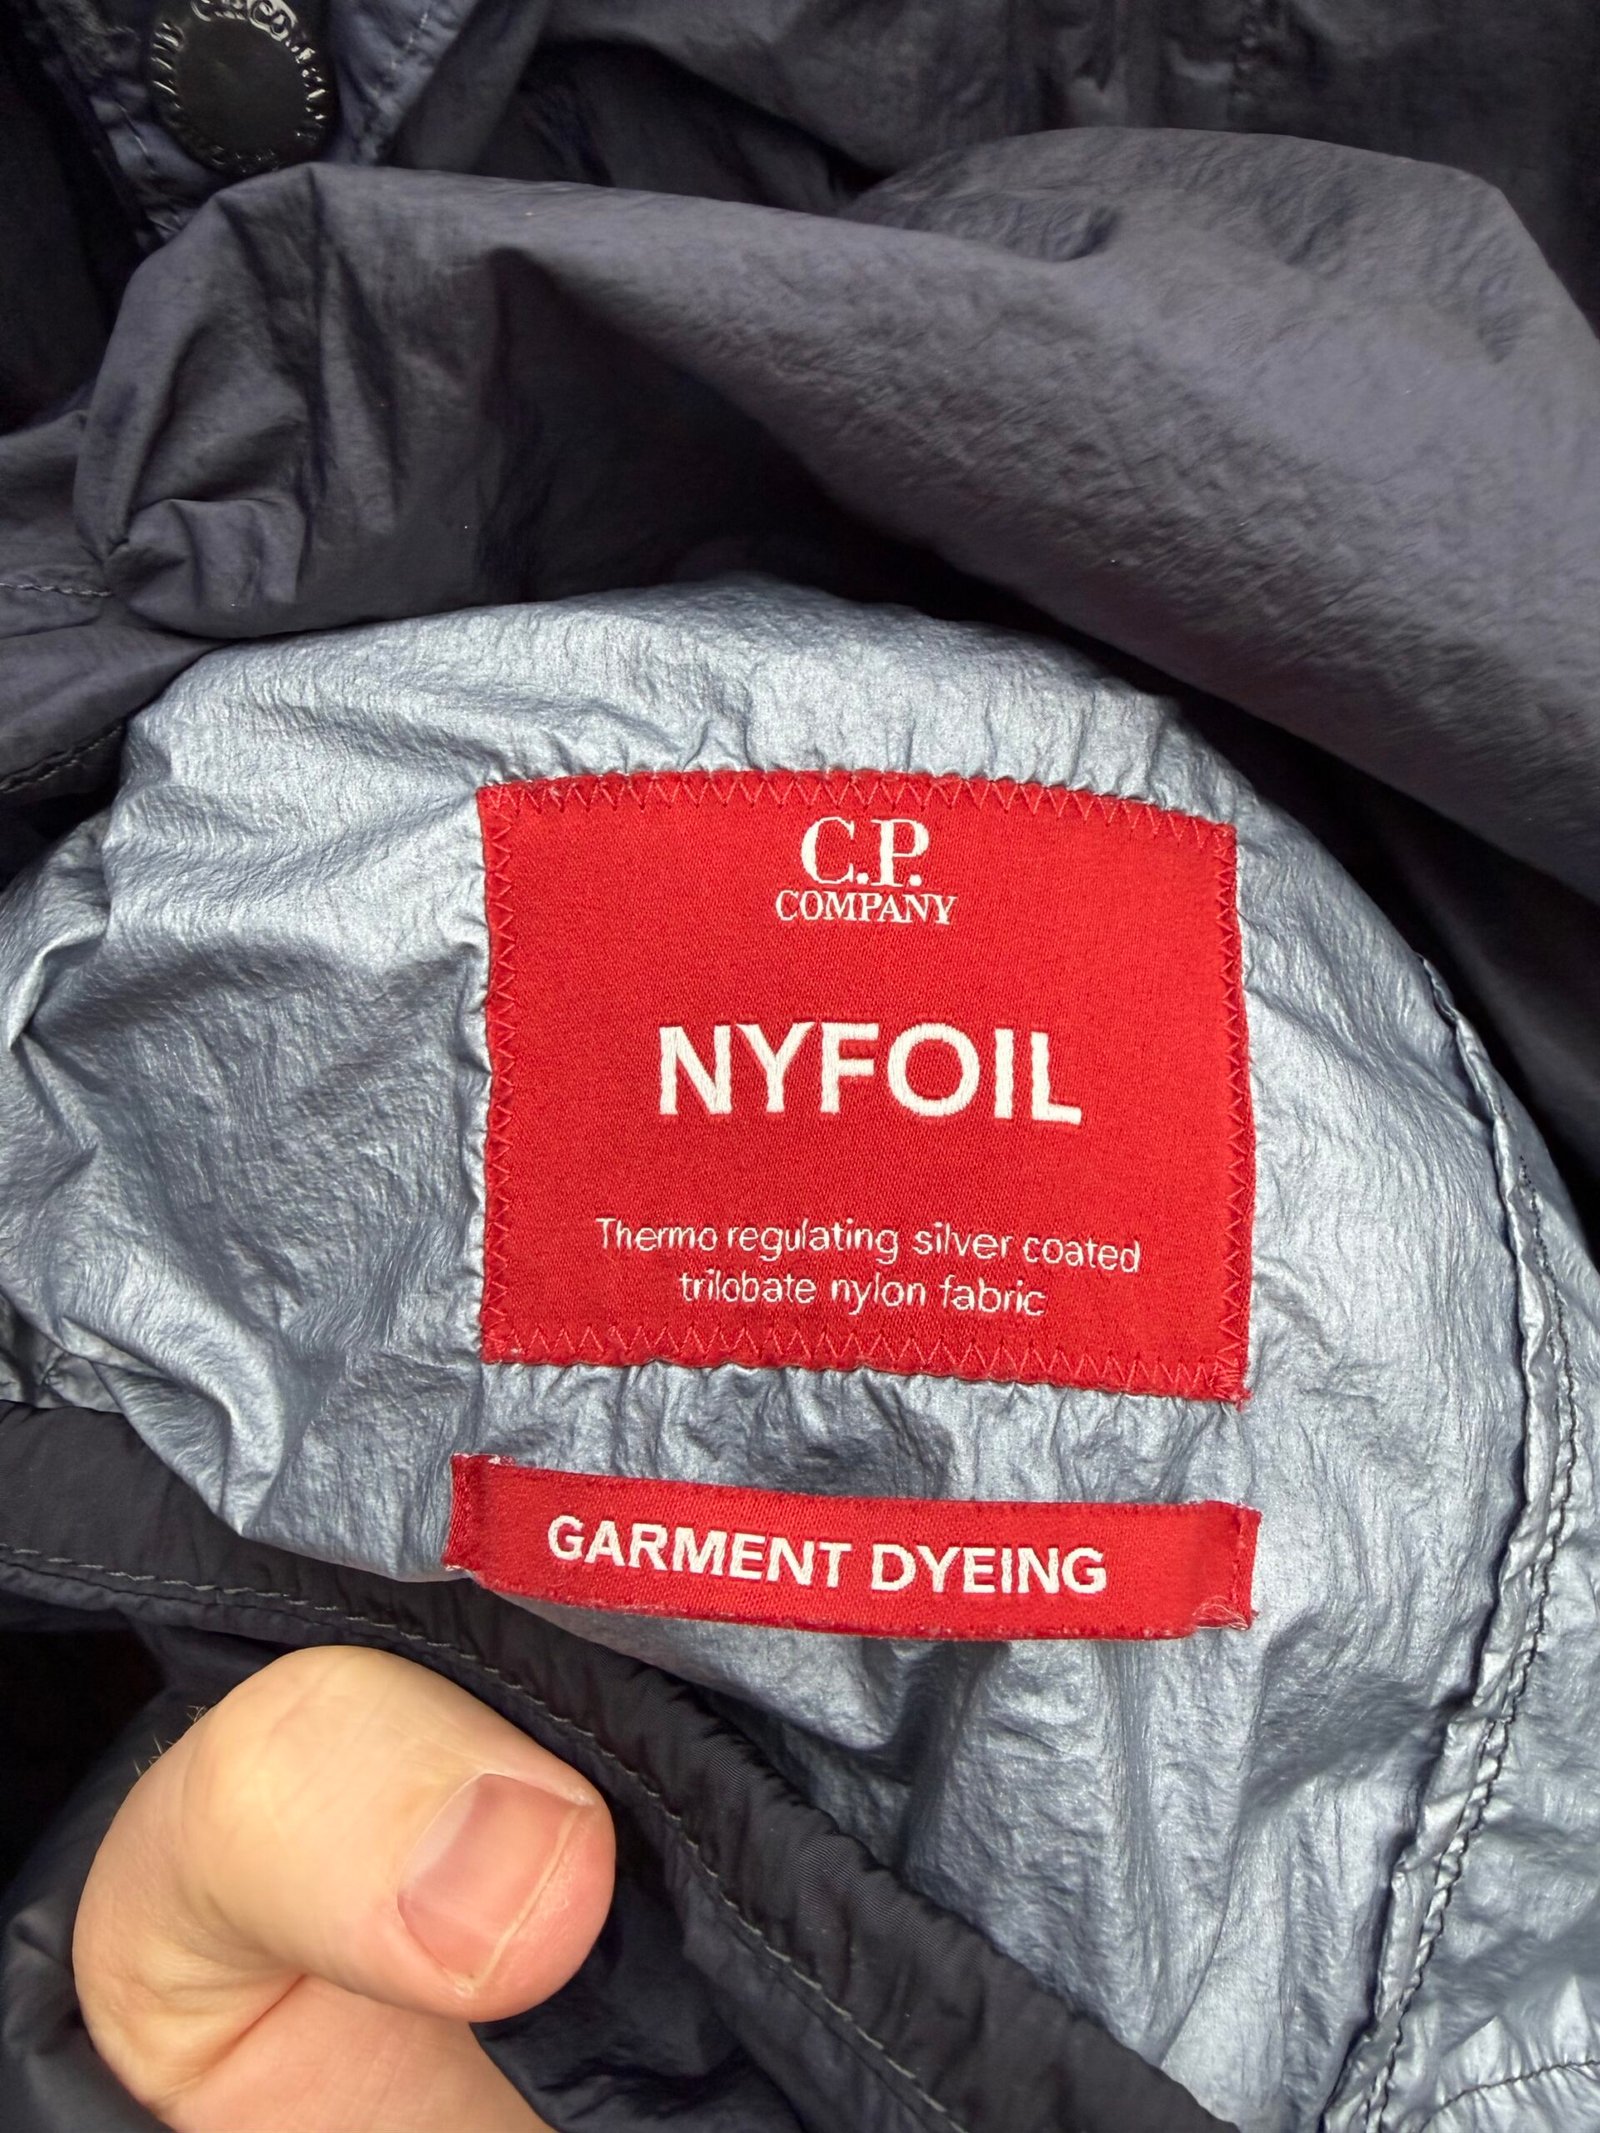 C.P.
COMPANY
NYFOIL
Thermo regulating silver coated
trilobate nylon fabric
GARMENT DYEING